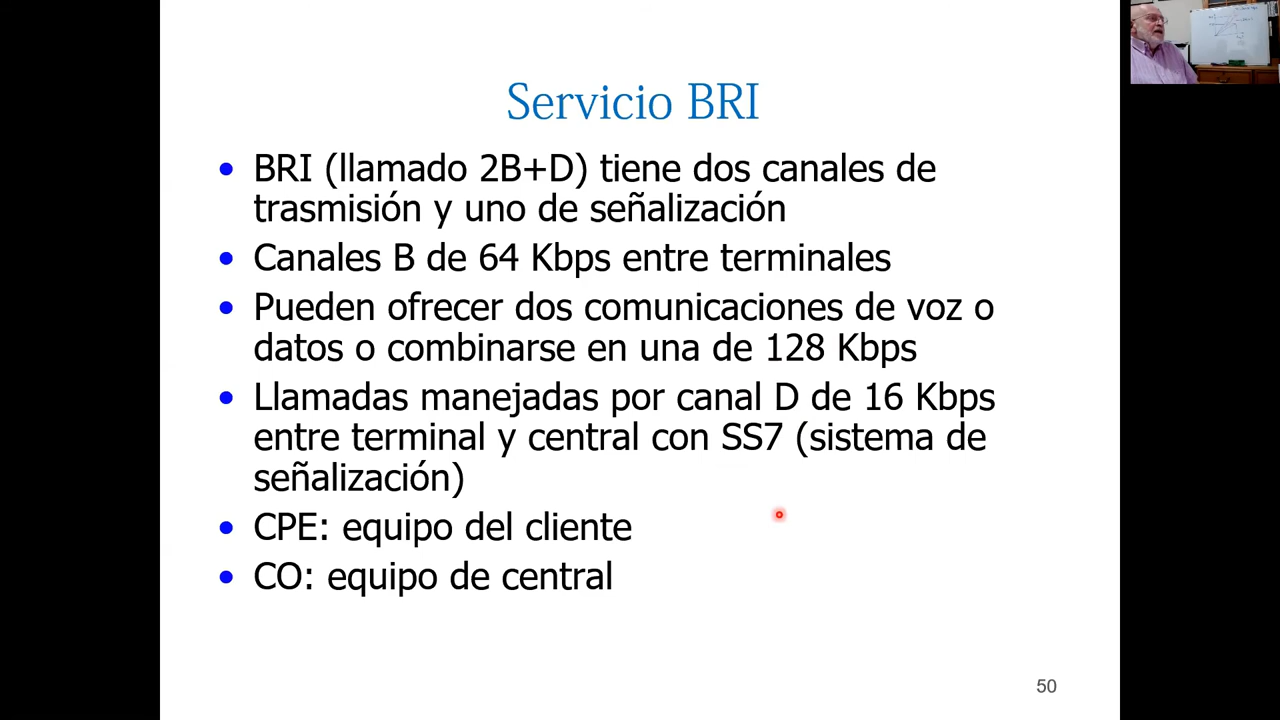 Servicio BRI
• BRI (llamado 2B+D) tiene dos canales de
trasmisión y uno de señalización
• Canales B de 64 Kbps entre terminales
• Pueden ofrecer dos comunicaciones de voz o
datos o combinarse en una de 128 Kbps
• Llamadas manejadas por canal D de 16 Kbps
entre terminal y central con SS7 (sistema de
señalización)
• CPE: equipo del cliente
• CO: equipo de central
50